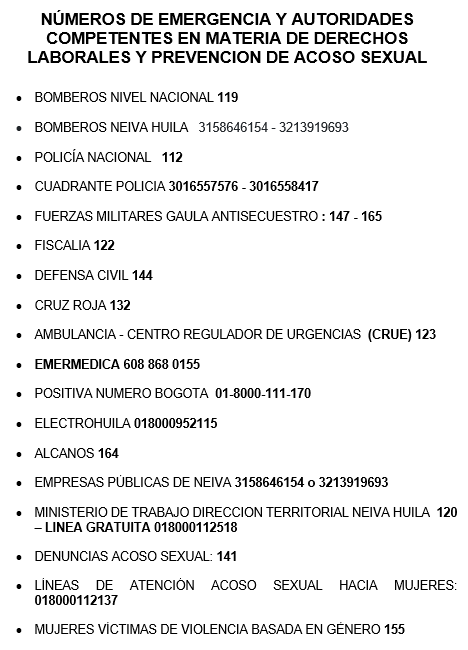 NÚMEROS DE EMERGENCIA Y AUTORIDADES
COMPETENTES EN MATERIA DE DERECHOS
LABORALES Y PREVENCION DE ACOSO SEXUAL
• BOMBEROS NIVEL NACIONAL 119
• BOMBEROS NEIVA HUILA 3158646154 - 3213919693
• POLICÍA NACIONAL 112
• CUADRANTE POLICIA 3016557576 - 3016558417
• FUERZAS MILITARES GAULA ANTISECUESTRO : 147 - 165
• FISCALIA 122
• DEFENSA CIVIL 144
• CRUZ ROJA 132
• AMBULANCIA - CENTRO REGULADOR DE URGENCIAS (CRUE) 123
• EMERMEDICA 608 868 0155
• POSITIVA NUMERO BOGOTA 01-8000-111-170
• ELECTROHUILA 018000952115
• ALCANOS 164
• EMPRESAS PÚBLICAS DE NEIVA 3158646154 o 3213919693
• MINISTERIO DE TRABAJO DIRECCION TERRITORIAL NEIVA HUILA 120
– LINEA GRATUITA 018000112518
• DENUNCIAS ACOSO SEXUAL: 141
• LÍNEAS DE ATENCIÓN ACOSO SEXUAL HACIA MUJERES:
018000112137
• MUJERES VÍCTIMAS DE VIOLENCIA BASADA EN GÉNERO 155